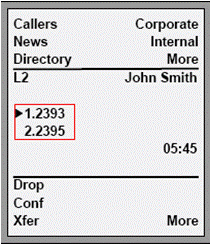 Callers Corporate
News Internal
Directory More
L2 John Smith
▶1.2393
2.2395
05:45
Drop
Conf
Xfer More